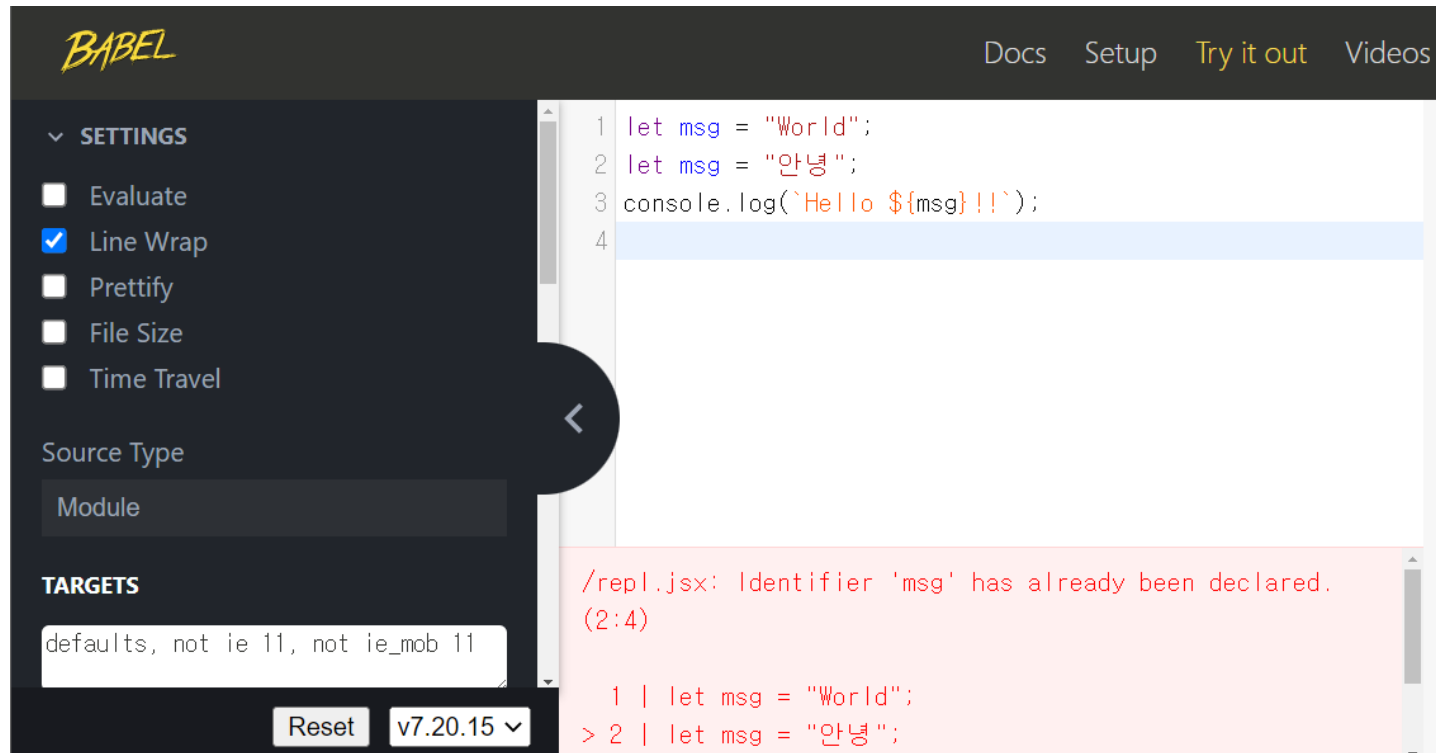 BABEL
Docs Setup Try it out Videos
SETTINGS
Evaluate
Line Wrap
Prettify
File Size
Time Travel
Source Type
Module
TARGETS
defaults, not ie 11, not ie_mob 11
Reset v7.20.15
1 let msg = "World";
2 let msg = "안녕";
3 console.log(`Hello ${msg}!!`);
4
/repl.jsx: Identifier 'msg' has already been declared.
(2:4)
1 | let msg = "World";
> 2 | let msg = "안녕";